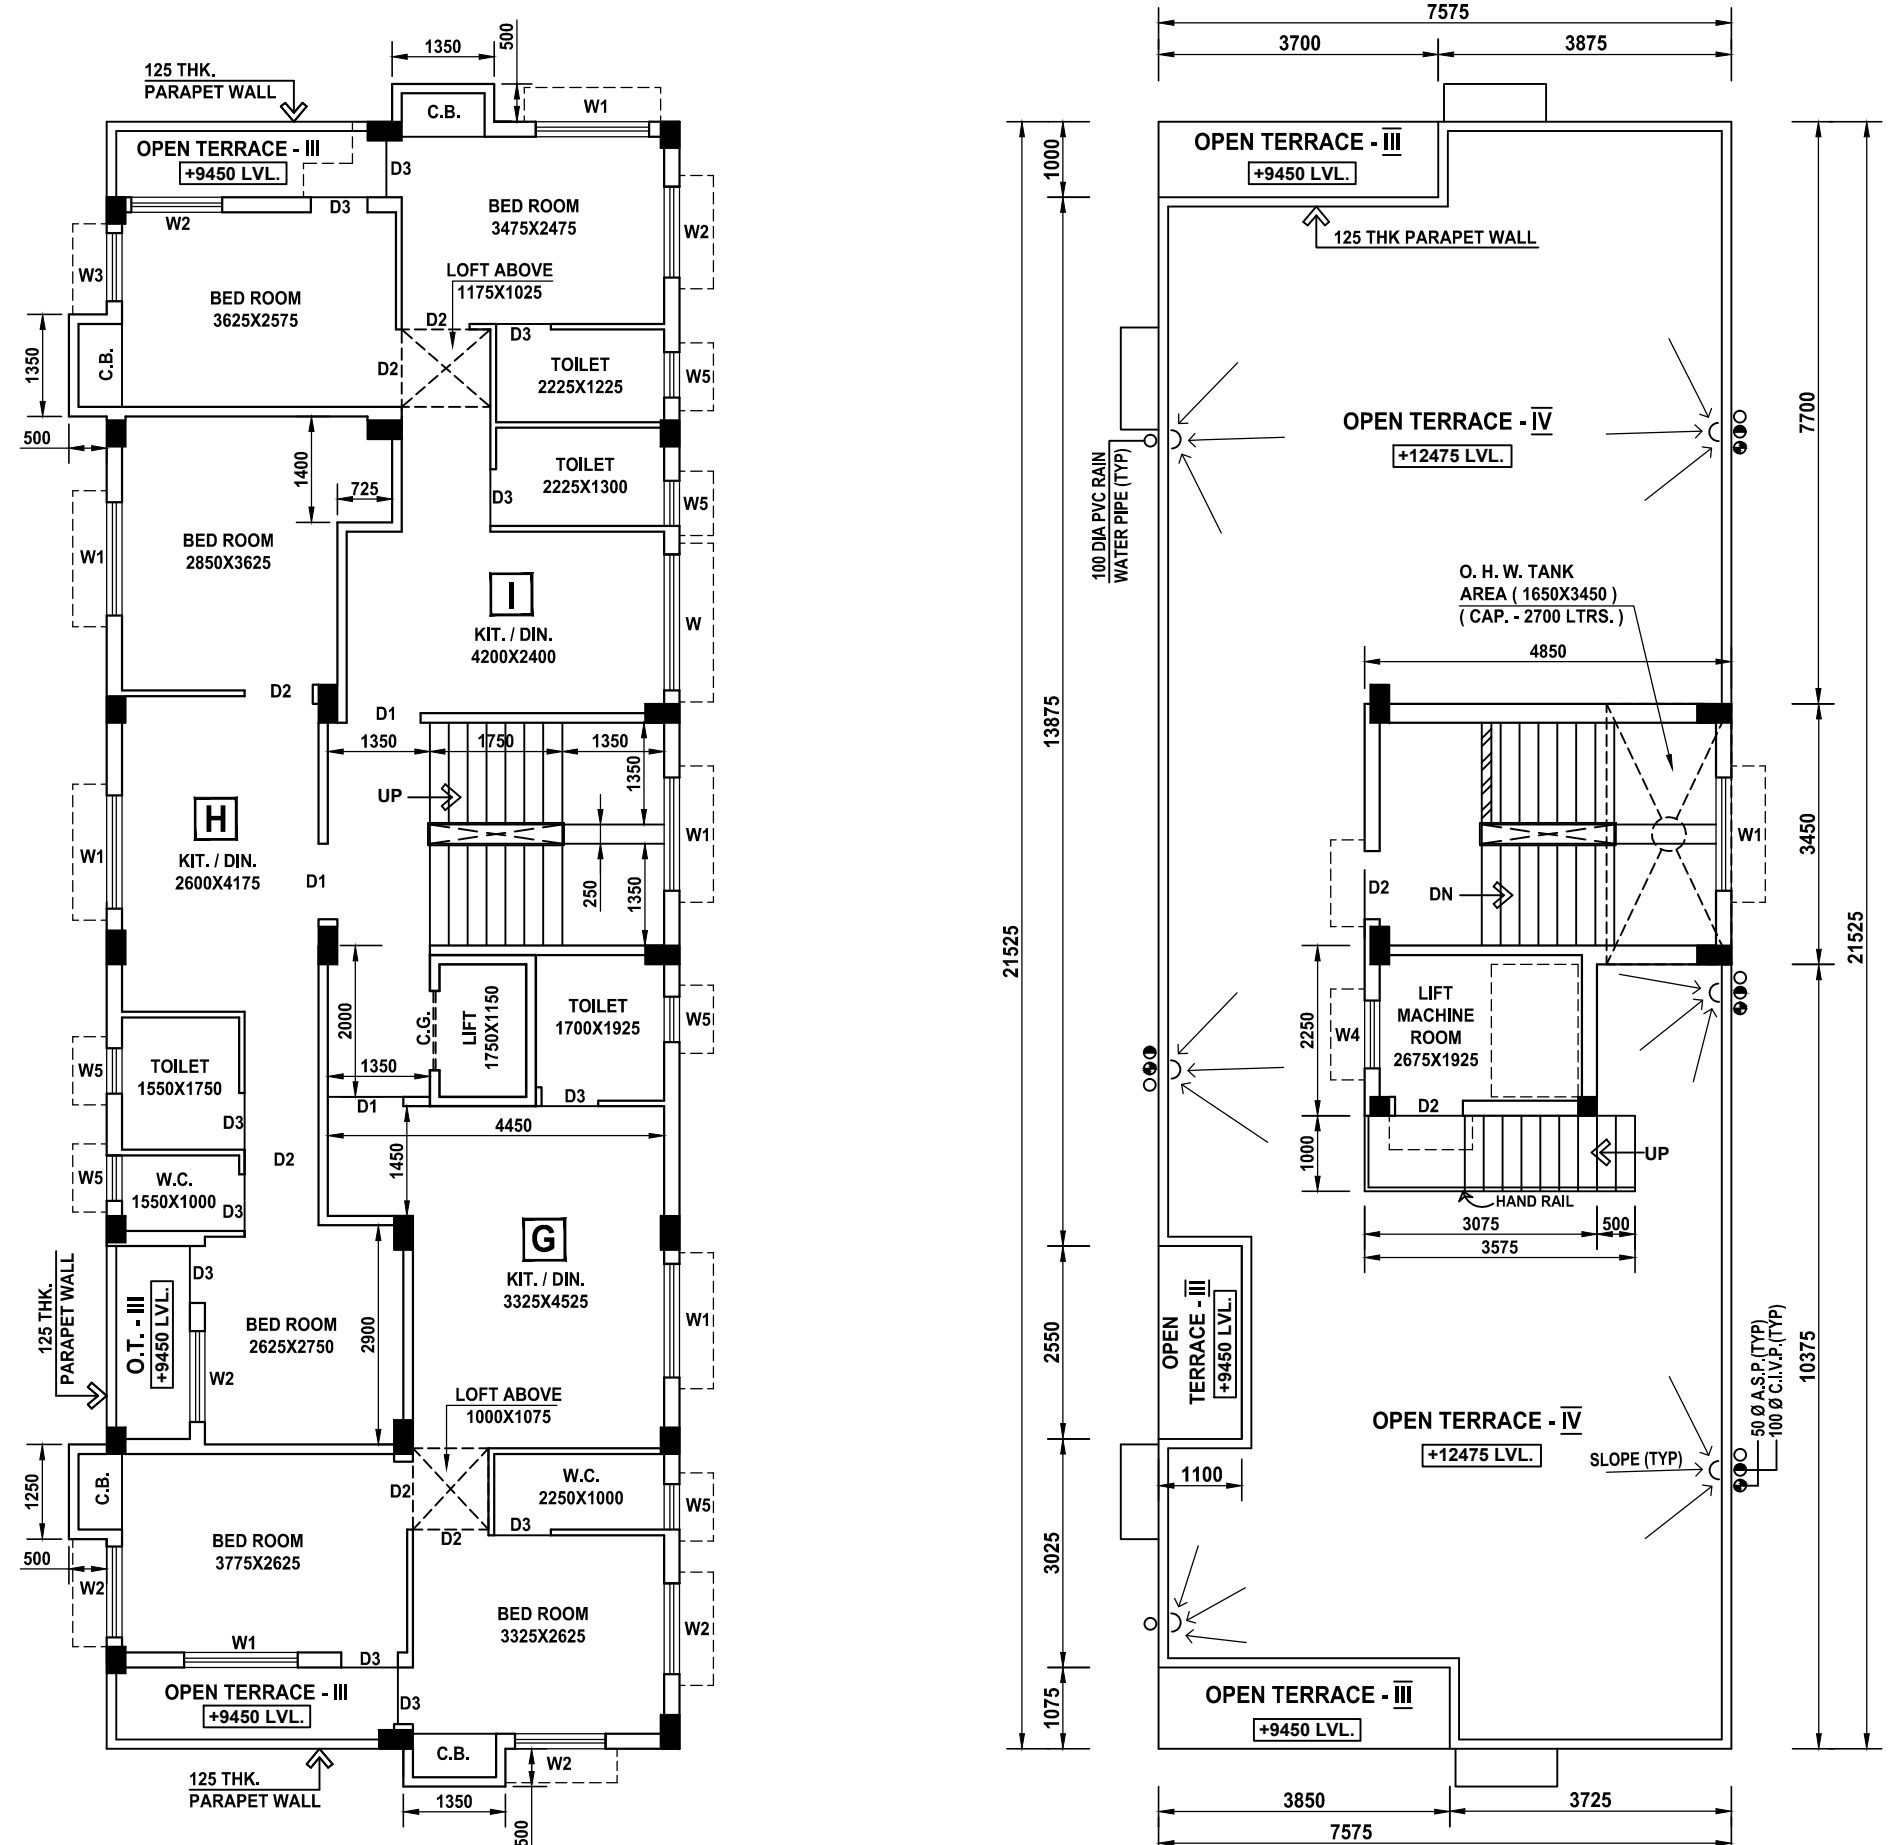 1350
500
125 THK.
PARAPET WALL
C.B.
W1
OPEN TERRACE - III
+9450 LVL.
D3
W2
D3
BED ROOM
3475X2475
W2
W3
LOFT ABOVE
1175X1025
BED ROOM
3625X2575
D2
D3
1350
C.B.
D2
TOILET
2225X1225
W5
500
1400
TOILET
2225X1300
725
D3
W5
BED ROOM
2850X3625
W1
I
KIT. / DIN.
4200X2400
W
D2
D1
1350
1750
1350
1350
UP
H
KIT. / DIN.
2600X4175
W1
W1
D1
250
1350
2000
C.G.
LIFT
1750X1150
TOILET
1700X1925
W5
TOILET
1550X1750
W5
1350
D1
D3
D3
4450
1450
D2
W.C.
1550X1000
W5
D3
G
KIT. / DIN.
3325X4525
D3
125 THK.
PARAPET WALL
O.T. - III
+9450 LVL.
BED ROOM
2625X2750
2900
W1
W2
LOFT ABOVE
1000X1075
1250
C.B.
D2
W.C.
2250X1000
W5
D3
D2
BED ROOM
3775X2625
500
W2
BED ROOM
3325X2625
W2
W1
D3
OPEN TERRACE - III
+9450 LVL.
D3
C.B.
W2
125 THK.
PARAPET WALL
1350
500
7575
3700
3875
1000
OPEN TERRACE - III
+9450 LVL.
125 THK PARAPET WALL
7700
OPEN TERRACE - IV
+12475 LVL.
100 DIA PVC RAIN
WATER PIPE (TYP)
O. H. W. TANK
AREA ( 1650X3450 )
( CAP. - 2700 LTRS. )
4850
13875
3450
W1
D2
DN
21525
21525
2250
W4
LIFT
MACHINE
ROOM
2675X1925
D2
1000
UP
HAND RAIL
3075
500
3575
2550
OPEN
TERRACE - III
+9450 LVL.
10375
50 Ø A.S.P.(TYP)
100 Ø C.I.V.P.(TYP)
OPEN TERRACE - IV
+12475 LVL.
SLOPE (TYP)
1100
3025
1075
OPEN TERRACE - III
+9450 LVL.
3850
3725
7575